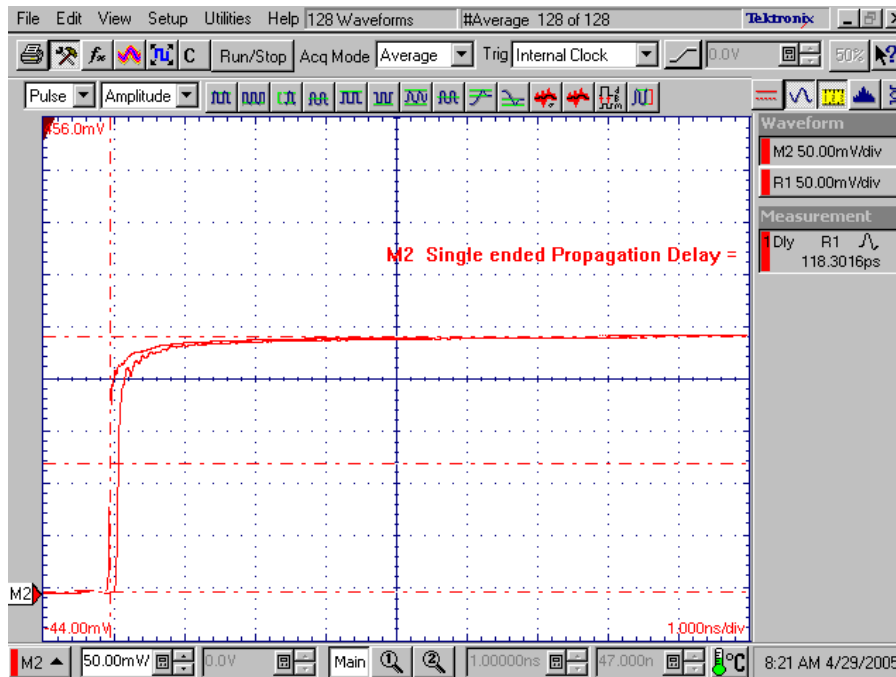 File Edit View Setup Utilities Help 128 Waveforms #Average 128 of 128 Tektronix
C Run/Stop Acq Mode Average Trig Internal Clock 0.0V 50%
Pulse Amplitude
456.0mV
Waveform
M2 50.00mV/div
R1 50.00mV/div
Measurement
1 Dly R1
118.3016ps
M2 Single ended Propagation Delay =
M2
-44.00mV
1.000ns/div
M2 50.00mV/ 0.0V Main 1 2 1.00000ns 47.000n °C 8:21 AM 4/29/2005